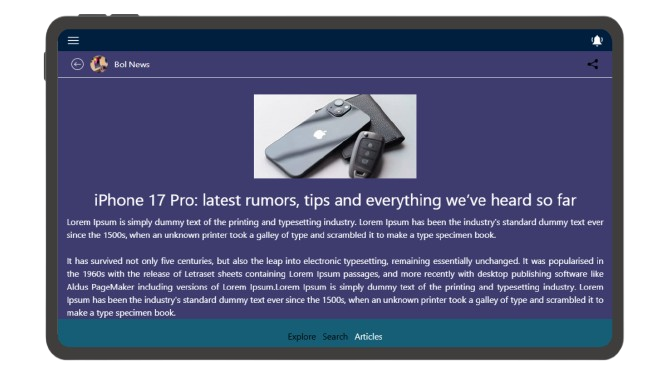 Bol News
iPhone 17 Pro: latest rumors, tips and everything we've heard so far
Lorem Ipsum is simply dummy text of the printing and typesetting industry. Lorem Ipsum has been the industry's standard dummy text ever
since the 1500s, when an unknown printer took a galley of type and scrambled it to make a type specimen book.
It has survived not only five centuries, but also the leap into electronic typesetting, remaining essentially unchanged. It was popularised in
the 1960s with the release of Letraset sheets containing Lorem Ipsum passages, and more recently with desktop publishing software like
Aldus PageMaker including versions of Lorem Ipsum.Lorem Ipsum is simply dummy text of the printing and typesetting industry. Lorem
Ipsum has been the industry's standard dummy text ever since the 1500s, when an unknown printer took a galley of type and scrambled it to
make a type specimen book.
Explore Search Articles